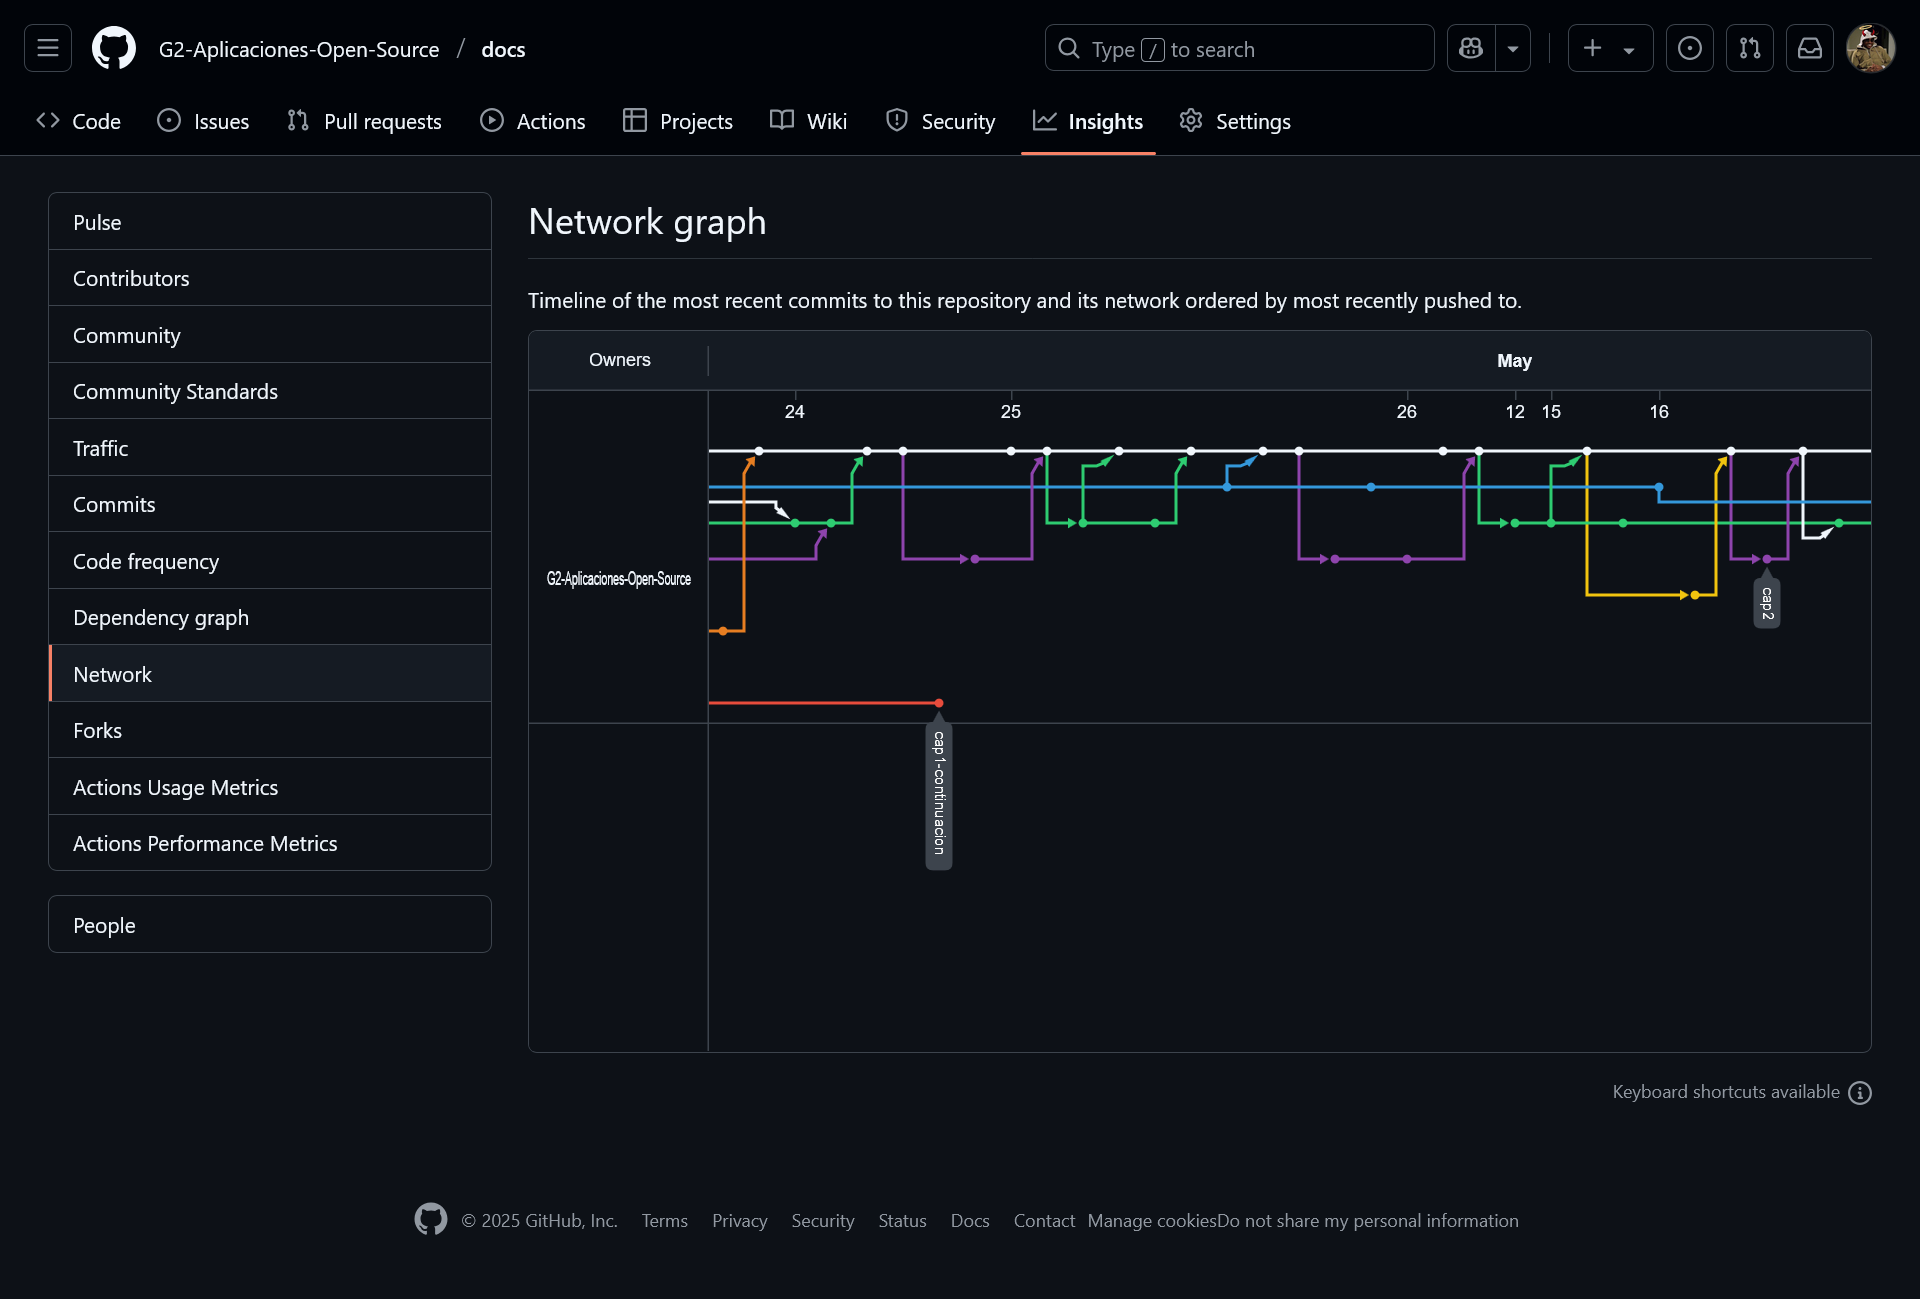 G2-Aplicaciones-Open-Source / docs
Type / to search
Code
Issues
Pull requests
Actions
Projects
Wiki
Security
Insights
Settings
Pulse
Contributors
Community
Community Standards
Traffic
Commits
Code frequency
Dependency graph
Network
Forks
Actions Usage Metrics
Actions Performance Metrics
People
Network graph
Timeline of the most recent commits to this repository and its network ordered by most recently pushed to.
Owners
May
24 25 26 12 15 16
G2-Aplicaciones-Open-Source
cap2
cap1-continuacion
Keyboard shortcuts available
© 2025 GitHub, Inc. Terms Privacy Security Status Docs Contact Manage cookies Do not share my personal information